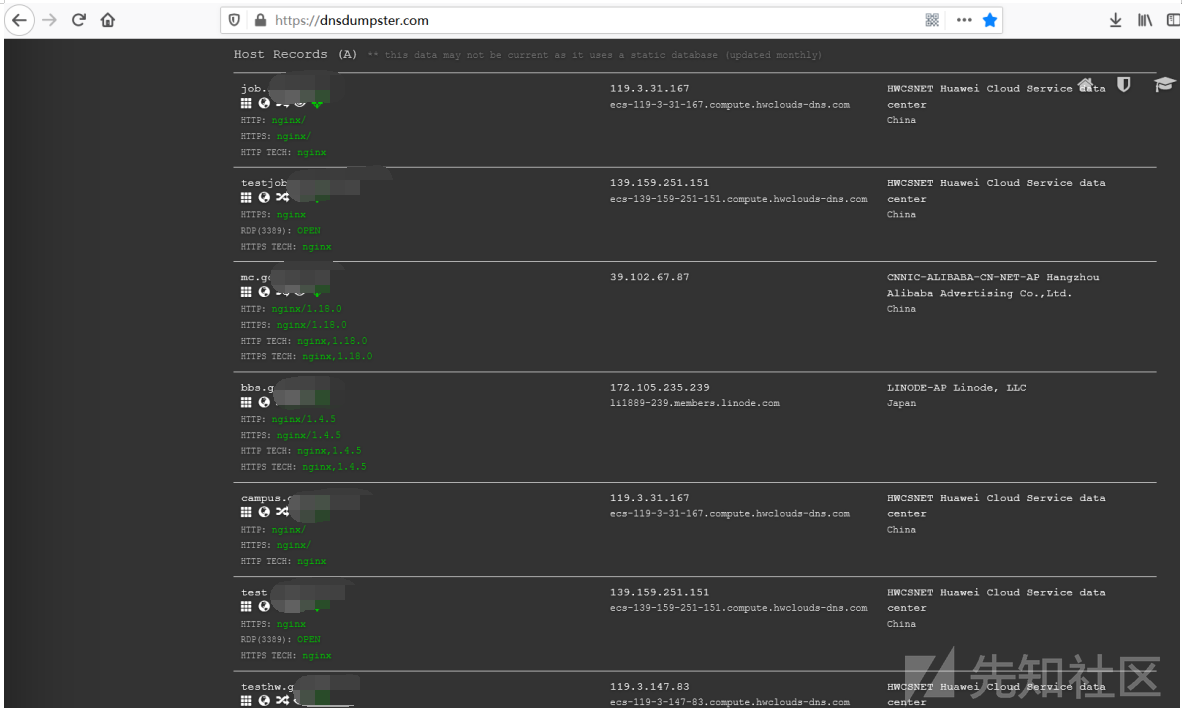 https://dnsdumpster.com
Host Records (A) ** this data may not be current as it uses a static database (updated monthly)
job.
119.3.31.167
HWCSNET Huawei Cloud Service data
ecs-119-3-31-167.compute.hwclouds-dns.com
center
HTTP: nginx/
China
HTTPS: nginx/
HTTP TECH: nginx
testjob
139.159.251.151
HWCSNET Huawei Cloud Service data
ecs-139-159-251-151.compute.hwclouds-dns.com
center
HTTPS: nginx
China
RDP(3389): OPEN
HTTPS TECH: nginx
mc.g
39.102.67.87
CNNIC-ALIBABA-CN-NET-AP Hangzhou
Alibaba Advertising Co.,Ltd.
HTTP: nginx/1.18.0
China
HTTPS: nginx/1.18.0
HTTP TECH: nginx,1.18.0
HTTPS TECH: nginx,1.18.0
bbs.g
172.105.235.239
LINODE-AP Linode, LLC
li1889-239.members.linode.com
Japan
HTTP: nginx/1.4.5
HTTPS: nginx/1.4.5
HTTP TECH: nginx,1.4.5
HTTPS TECH: nginx,1.4.5
campus.
119.3.31.167
HWCSNET Huawei Cloud Service data
ecs-119-3-31-167.compute.hwclouds-dns.com
center
HTTP: nginx/
China
HTTPS: nginx/
HTTP TECH: nginx
test
139.159.251.151
HWCSNET Huawei Cloud Service data
ecs-139-159-251-151.compute.hwclouds-dns.com
center
HTTPS: nginx
China
RDP(3389): OPEN
HTTPS TECH: nginx
testhw.g
119.3.147.83
HWCSNET Huawei Cloud Service data
ecs-119-3-147-83.compute.hwclouds-dns.com
center
先知社区